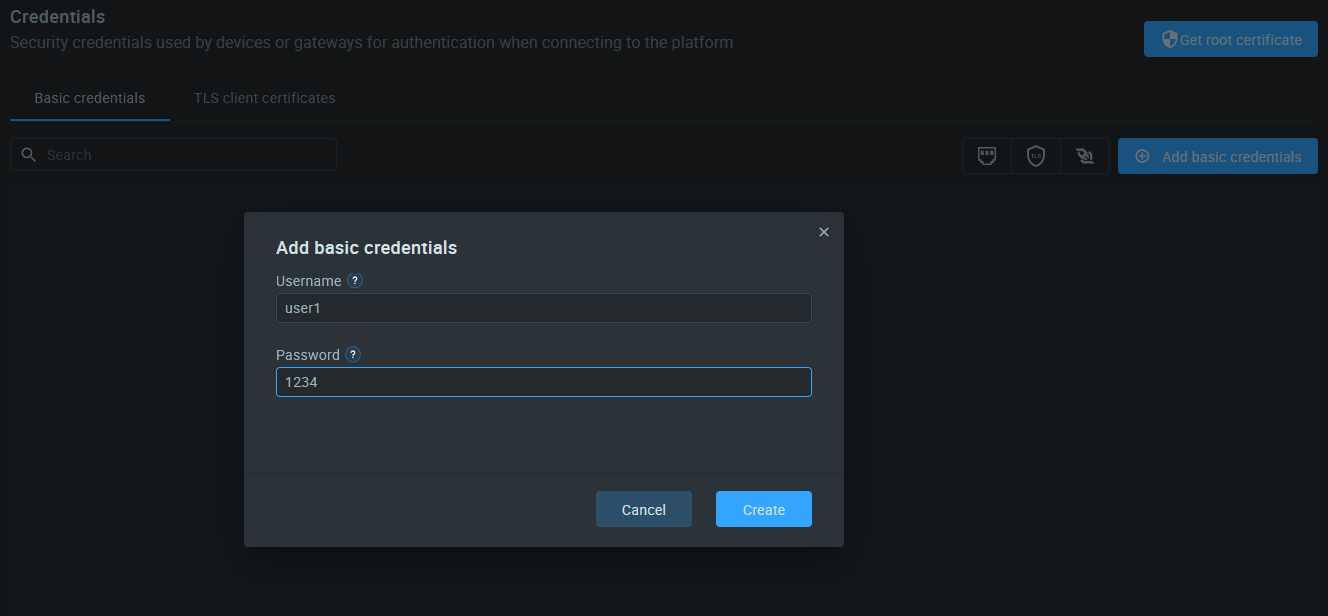 Credentials
Security credentials used by devices or gateways for authentication when connecting to the platform
Get root certificate
Basic credentials
TLS client certificates
Search
TLS
Add basic credentials
Add basic credentials
Username ?
user1
Password ?
1234
Cancel
Create